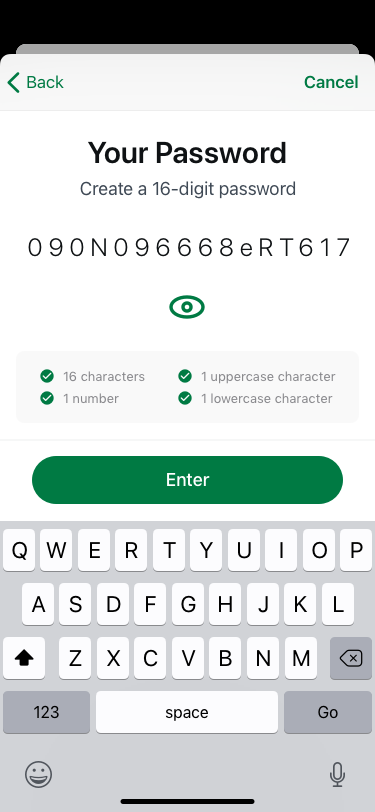 Back Cancel
Your Password
Create a 16-digit password
090N096668eRT617
16 characters 1 uppercase character
1 number 1 lowercase character
Enter
Q W E R T Y U I O P
A S D F G H J K L
Z X C V B N M
123 space Go